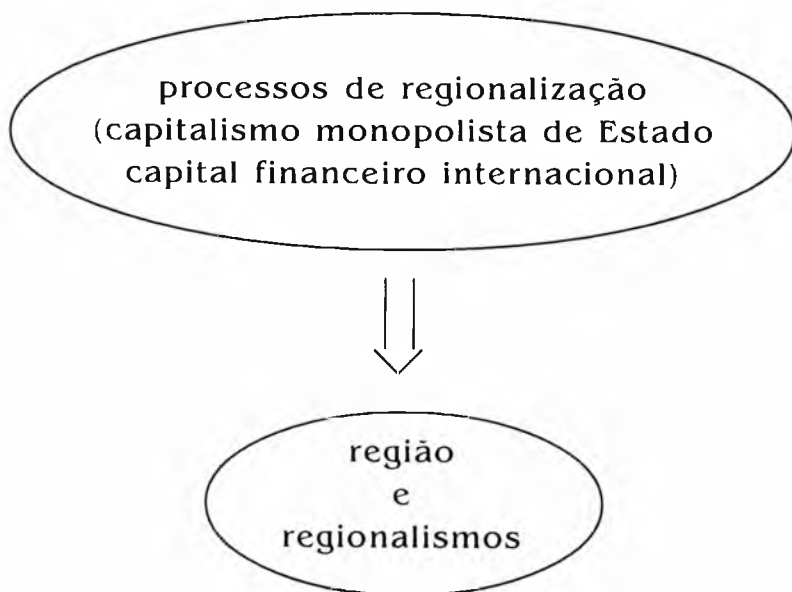 processos de regionalização
(capitalismo monopolista de Estado
capital financeiro internacional)
região
e
regionalismos